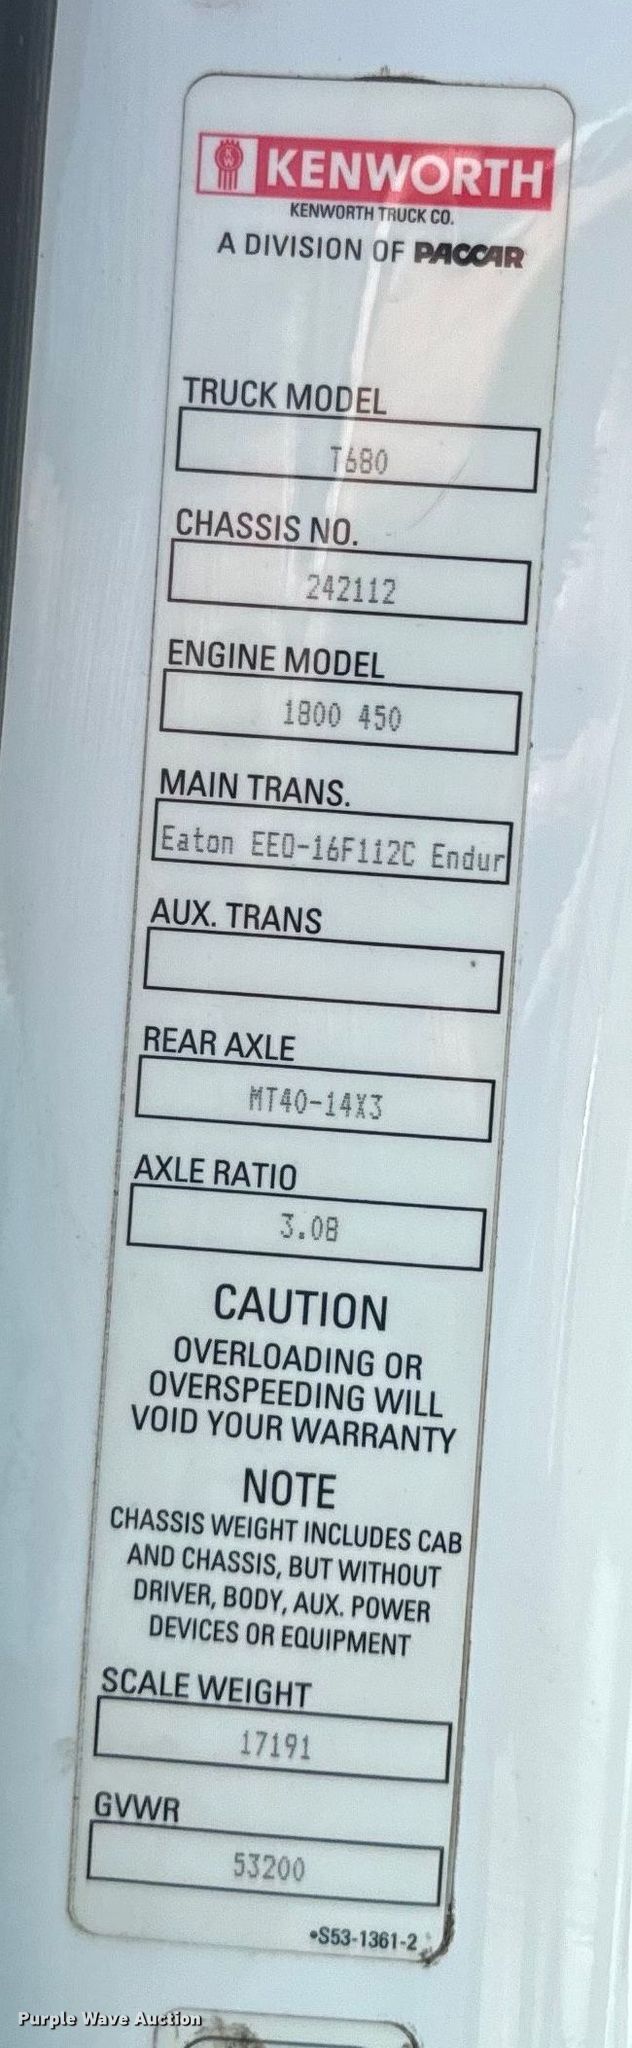 KW KENWORTH
KENWORTH TRUCK CO.
A DIVISION OF PACCAR
TRUCK MODEL
T680
CHASSIS NO.
242112
ENGINE MODEL
1800 450
MAIN TRANS.
Eaton EEO-16F112C Endur
AUX. TRANS
REAR AXLE
MT40-14X3
AXLE RATIO
3.08
CAUTION
OVERLOADING OR
OVERSPEEDING WILL
VOID YOUR WARRANTY
NOTE
CHASSIS WEIGHT INCLUDES CAB
AND CHASSIS, BUT WITHOUT
DRIVER, BODY, AUX. POWER
DEVICES OR EQUIPMENT
SCALE WEIGHT
17191
GVWR
53200
•S53-1361-2
Purple Wave Auction